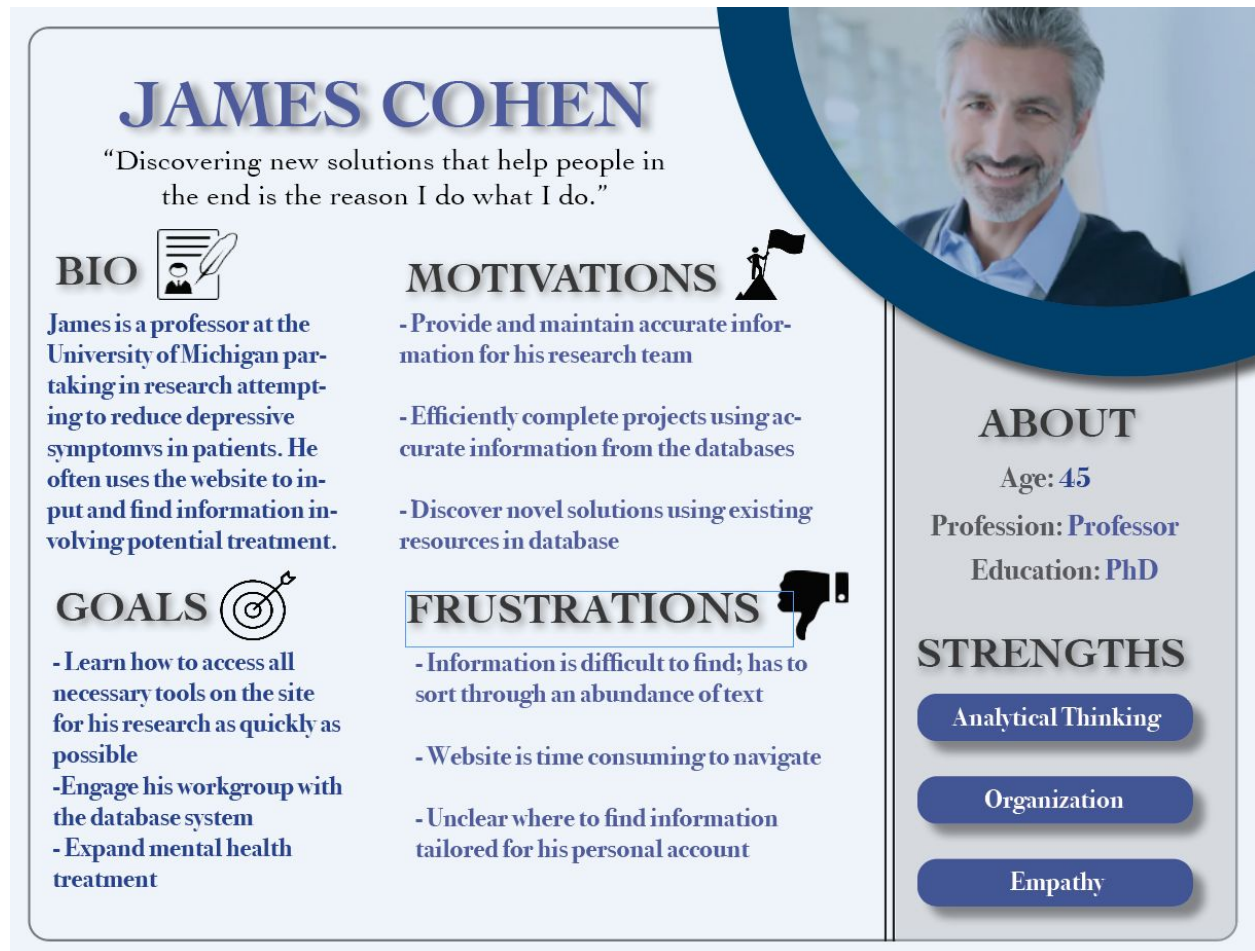 JAMES COHEN
“Discovering new solutions that help people in
the end is the reason I do what I do.”
BIO
James is a professor at the
University of Michigan par-
taking in research attempt-
ing to reduce depressive
symptomvs in patients. He
often uses the website to in-
put and find information in-
volving potential treatment.
GOALS
- Learn how to access all
necessary tools on the site
for his research as quickly as
possible
-Engage his workgroup with
the database system
- Expand mental health
treatment
MOTIVATIONS
- Provide and maintain accurate infor-
mation for his research team
- Efficiently complete projects using ac-
curate information from the databases
- Discover novel solutions using existing
resources in database
FRUSTRATIONS
- Information is difficult to find; has to
sort through an abundance of text
- Website is time consuming to navigate
- Unclear where to find information
tailored for his personal account
ABOUT
Age: 45
Profession: Professor
Education: PhD
STRENGTHS
Analytical Thinking
Organization
Empathy